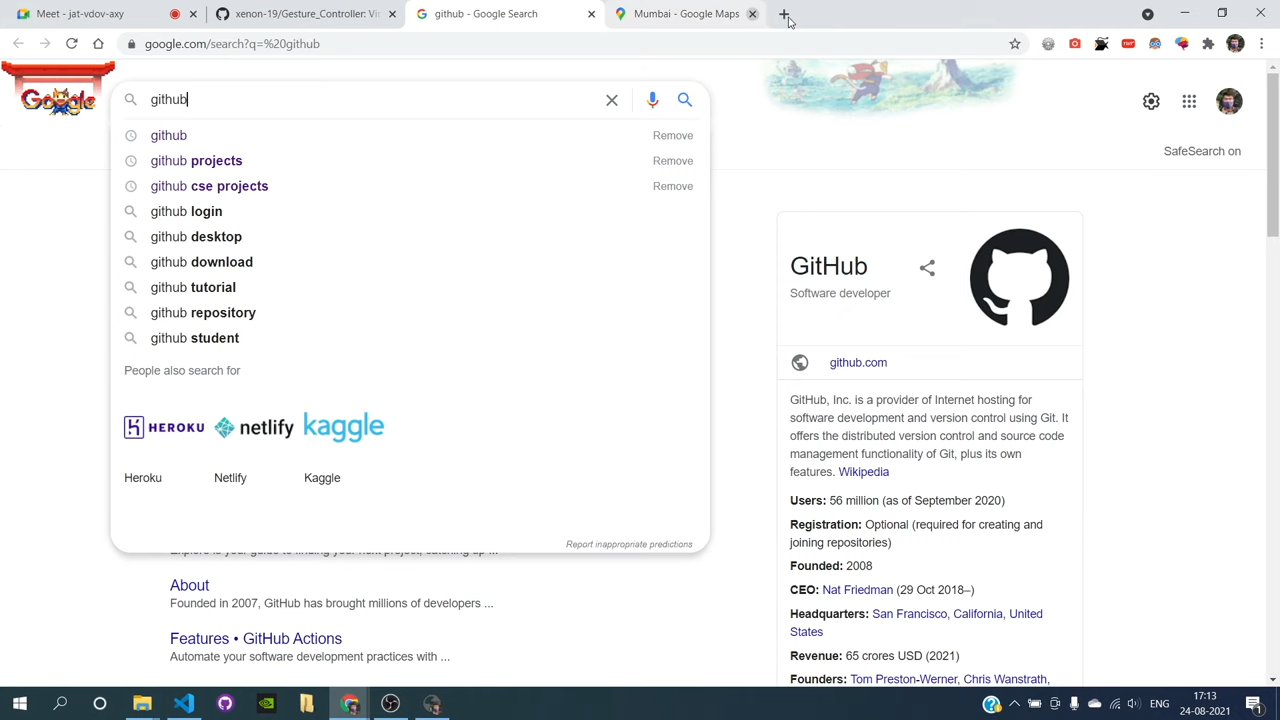 Meet - jat-dovv-azw
xenon-19/Gesture_Controller: Vi
github - Google Search
Mumbai - Google Maps
google.com/search?q=%20github
Google
github
github Remove
github projects Remove
github cse projects Remove
github login
github desktop
github download
github tutorial
github repository
github student
People also search for
HEROKU netlify kaggle
Heroku Netlify Kaggle
Report inappropriate predictions
About
Founded in 2007, GitHub has brought millions of developers ...
Features • GitHub Actions
Automate your software development practices with ...
SafeSearch on
GitHub
Software developer
github.com
GitHub, Inc. is a provider of Internet hosting for
software development and version control using Git. It
offers the distributed version control and source code
management functionality of Git, plus its own
features. Wikipedia
Users: 56 million (as of September 2020)
Registration: Optional (required for creating and
joining repositories)
Founded: 2008
CEO: Nat Friedman (29 Oct 2018–)
Headquarters: San Francisco, California, United
States
Revenue: 65 crores USD (2021)
Founders: Tom Preston-Werner, Chris Wanstrath,
ENG
17:13
24-08-2021